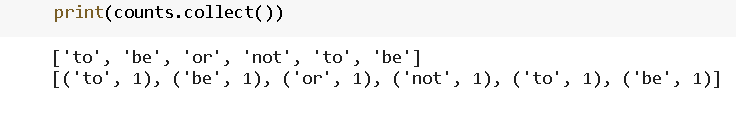 print(counts.collect())
['to', 'be', 'or', 'not', 'to', 'be']
[('to', 1), ('be', 1), ('or', 1), ('not', 1), ('to', 1), ('be', 1)]